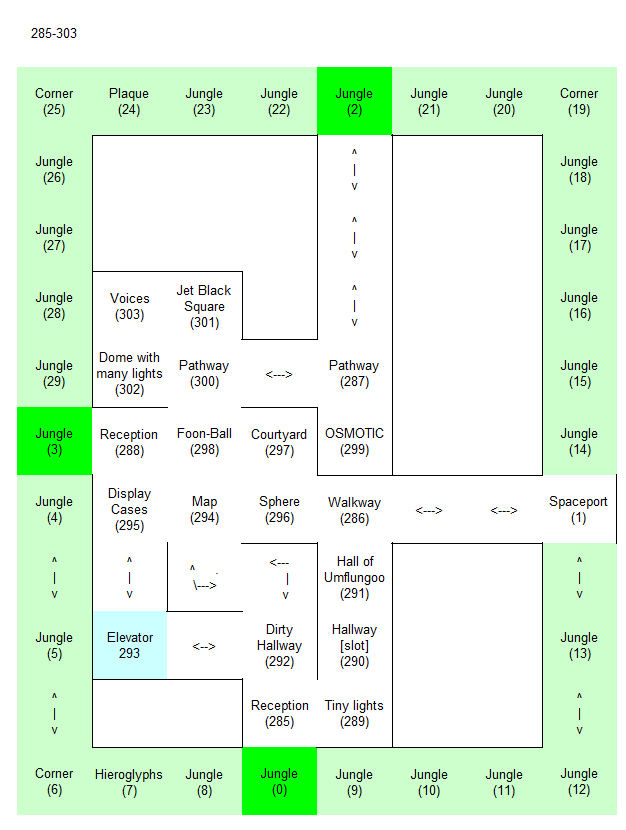 285-303
Corner Plaque Jungle Jungle Jungle Jungle Jungle Corner
(25) (24) (23) (22) (2) (21) (20) (19)
Jungle ^ Jungle
(26) | (18)
v
Jungle ^ Jungle
(27) | (17)
v
Jungle Voices Jet Black ^ Jungle
(28) (303) Square | (16)
(301) v
Jungle Dome with Pathway <---> Pathway Jungle
(29) many lights (300) (287) (15)
(302)
Jungle Reception Foon-Ball Courtyard OSMOTIC Jungle
(3) (288) (298) (297) (299) (14)
Jungle Display Map Sphere Walkway <---> <---> Spaceport
(4) Cases (294) (296) (286) (1)
(295)
^ ^ ^ . <--- Hall of ^
| | \---> | Umflungoo |
v v v (291) v
Jungle Elevator <--> Dirty Hallway Jungle
(5) 293 Hallway [slot] (13)
(292) (290)
^ Reception Tiny lights ^
| (285) (289) |
v v
Corner Hieroglyphs Jungle Jungle Jungle Jungle Jungle Jungle
(6) (7) (8) (0) (9) (10) (11) (12)